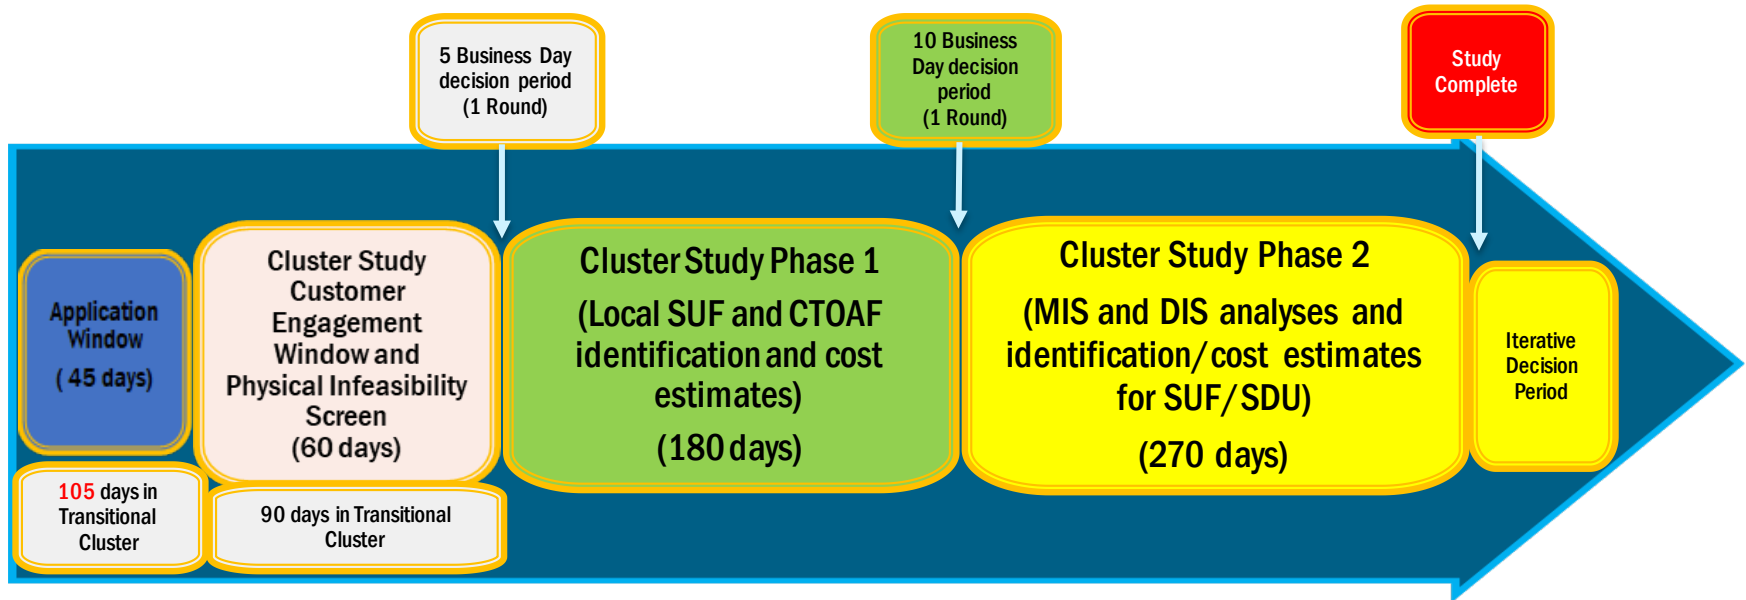 5 Business Day
decision period
(1 Round)
10 Business
Day decision
period
(1 Round)
Study
Complete
Application
Window
( 45 days)
Cluster Study
Customer
Engagement
Window and
Physical Infeasibility
Screen
(60 days)
Cluster Study Phase 1
(Local SUF and CTOAF
identification and cost
estimates)
(180 days)
Cluster Study Phase 2
(MIS and DIS analyses and
identification/cost estimates
for SUF/SDU)
(270 days)
Iterative
Decision
Period
105 days in
Transitional
Cluster
90 days in Transitional
Cluster